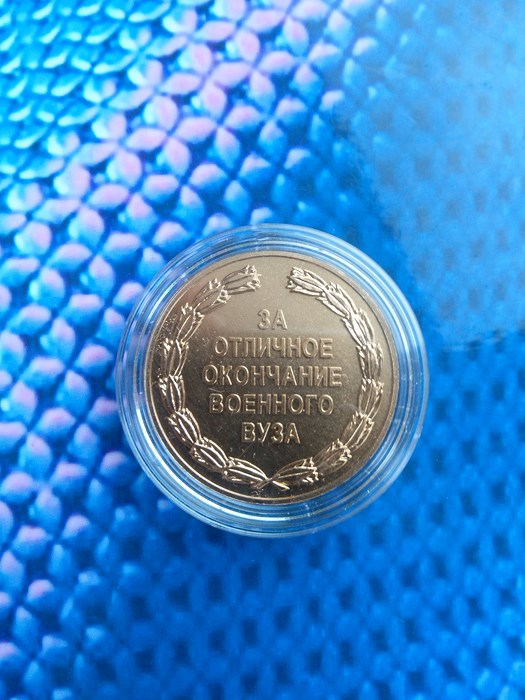 ЗА
ОТЛИЧНОЕ
ОКОНЧАНИЕ
ВОЕННОГО
ВУЗА